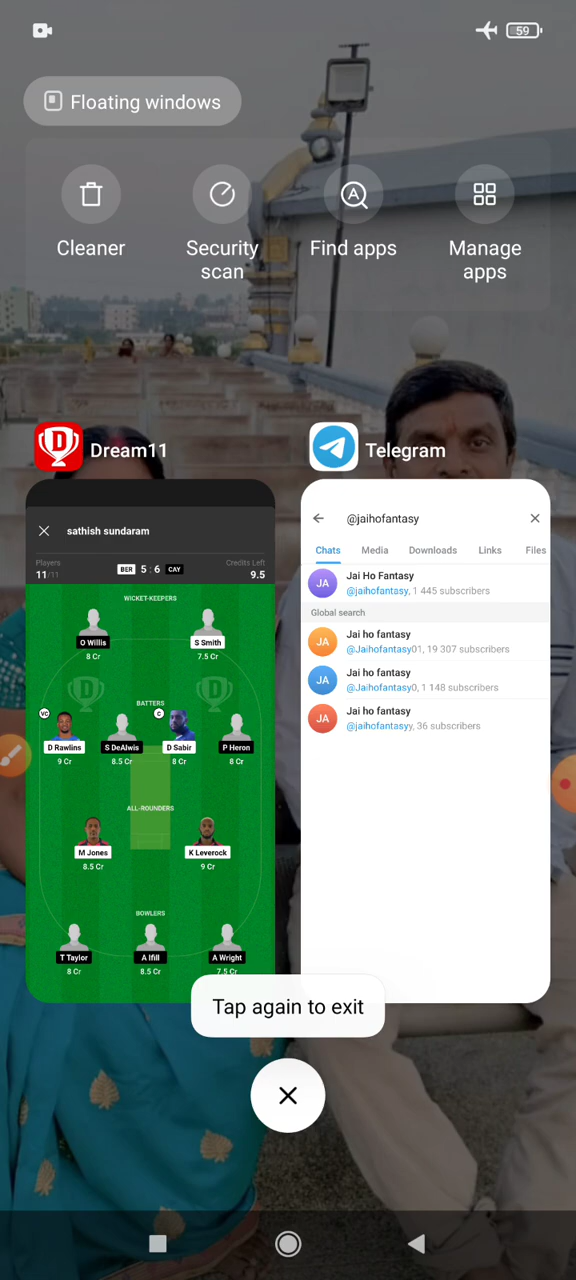 59
Floating windows
Cleaner
Security scan
Find apps
Manage apps
Dream11
sathish sundaram
Players
11/11
BER 5 : 6 CAY
Credits Left
9.5
WICKET-KEEPERS
O Willis
8 Cr
S Smith
7.5 Cr
BATTERS
VC
C
D Rawlins
9 Cr
S DeAlwis
8.5 Cr
D Sabir
8 Cr
P Heron
8 Cr
ALL-ROUNDERS
M Jones
8.5 Cr
K Leverock
9 Cr
BOWLERS
T Taylor
8 Cr
A Ifill
8.5 Cr
A Wright
7.5 Cr
Telegram
@jaihofantasy
Chats Media Downloads Links Files
JA
Jai Ho Fantasy
@jaihofantasy, 1 445 subscribers
Global search
JA
Jai ho fantasy
@Jaihofantasy01, 19 307 subscribers
JA
Jai ho fantasy
@Jaihofantasy0, 1 148 subscribers
JA
Jai ho fantasy
@jaihofantasyy, 36 subscribers
Tap again to exit